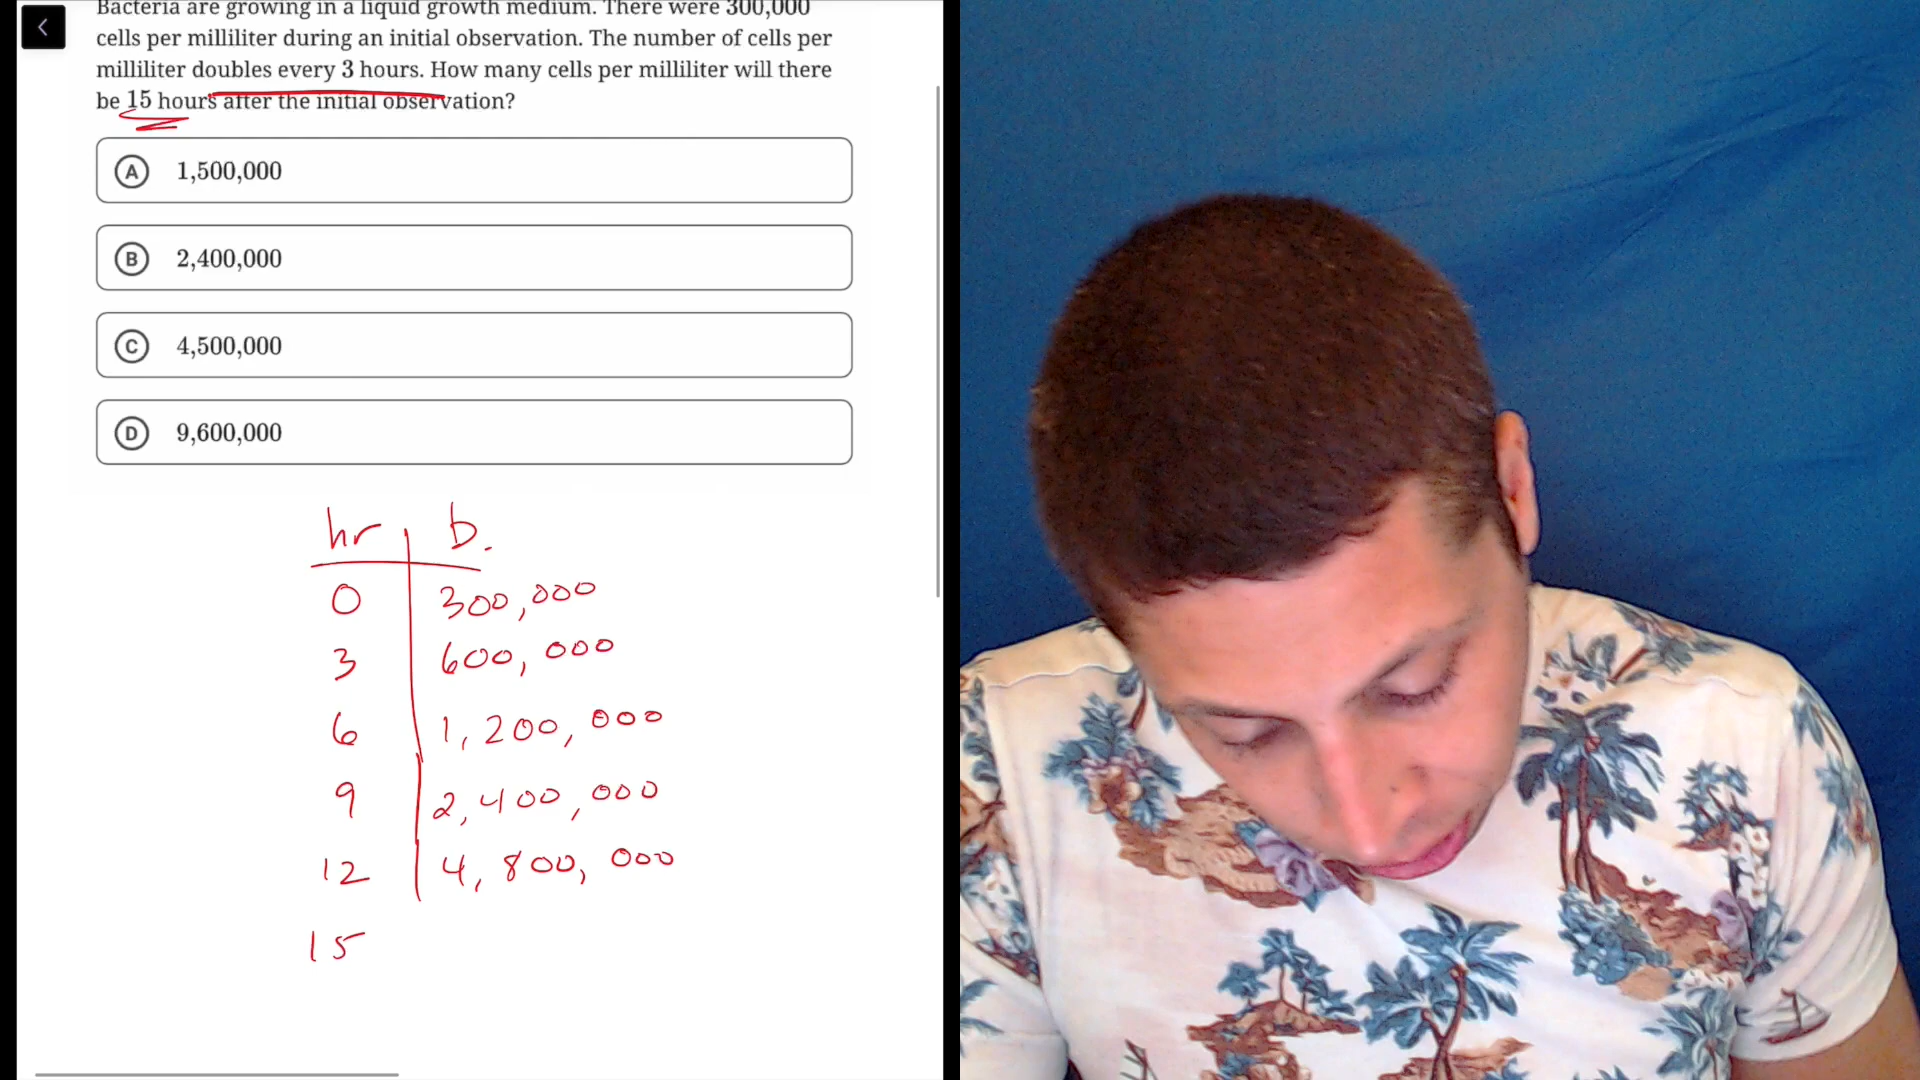 Bacteria are growing in a liquid growth medium. There were 300,000
cells per milliliter during an initial observation. The number of cells per
milliliter doubles every 3 hours. How many cells per milliliter will there
be 15 hours after the initial observation?
A 1,500,000
B 2,400,000
C 4,500,000
D 9,600,000
hr b.
0 300,000
3 600,000
6 1,200,000
9 2,400,000
12 4,800,000
15